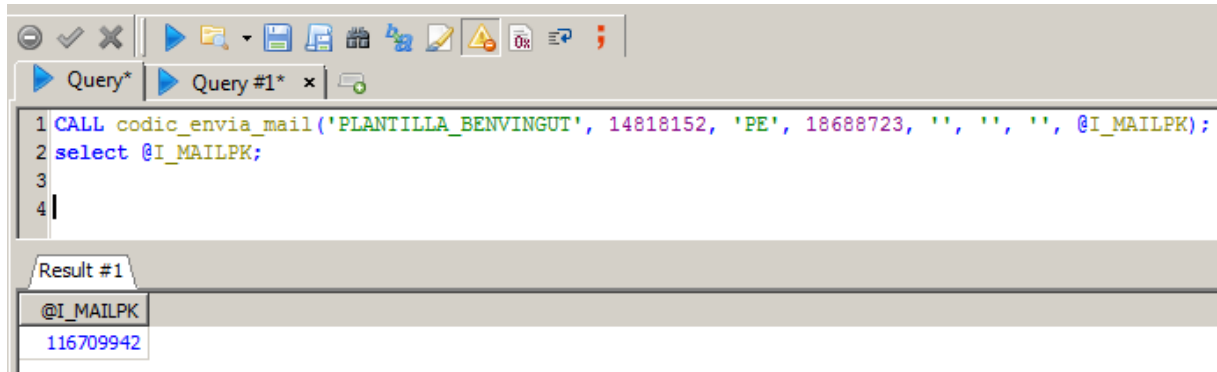 Query*
Query #1*
1 CALL codic_envia_mail('PLANTILLA_BENVINGUT', 14818152, 'PE', 18688723, '', '', '', @I_MAILPK);
2 select @I_MAILPK;
3
4
Result #1
@I_MAILPK
116709942